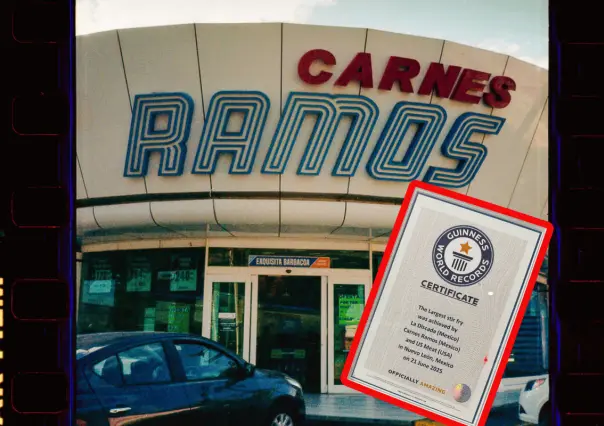 CARNES
RAMOS
EXQUISITA BARBACOA
GUINNESS
WORLD RECORDS
CERTIFICATE
The largest stir fry
was achieved by
La Discada (Mexico)
Carnes Ramos (Mexico)
and US Meat (USA)
in Nuevo León, Mexico
on 21 June 2025
OFFICIALLY AMAZING